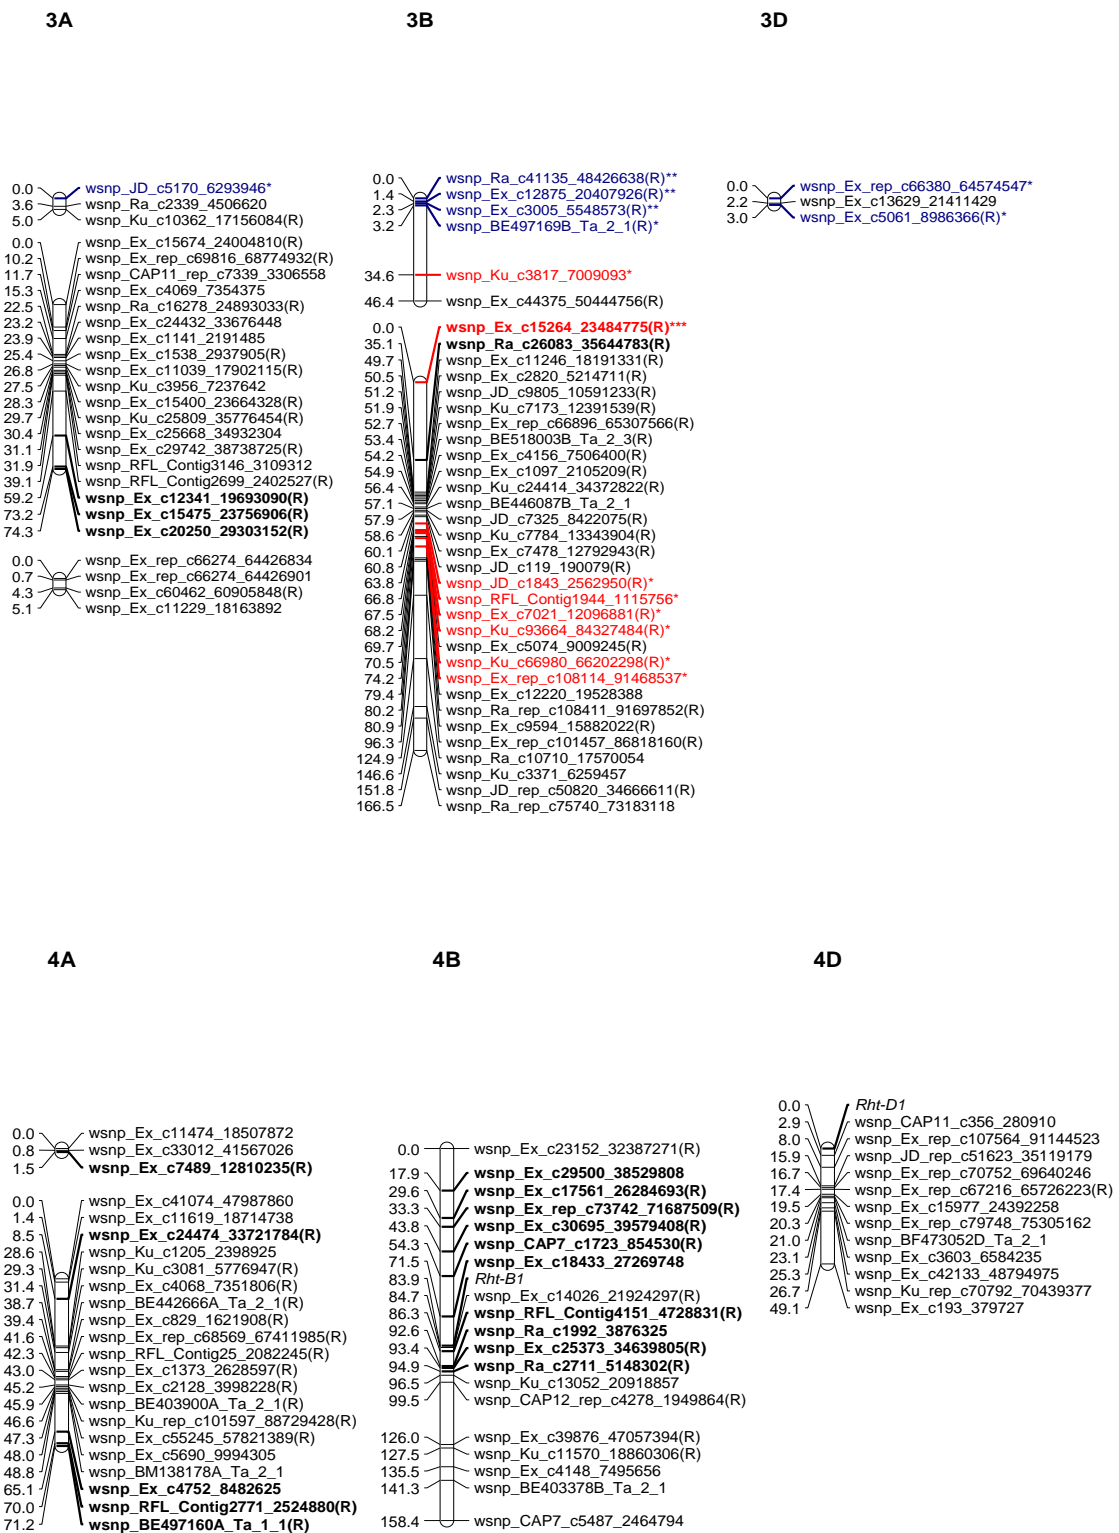 3A
3B
3D
0.0 wsnp_JD_c5170_6293946*
3.6 wsnp_Ra_c2339_4506620
5.0 wsnp_Ku_c10362_17156084(R)
0.0 wsnp_Ex_c15674_24004810(R)
10.2 wsnp_Ex_rep_c69816_68774932(R)
11.7 wsnp_CAP11_rep_c7339_3306558
15.3 wsnp_Ex_c4069_7354375
22.5 wsnp_Ra_c16278_24893033(R)
23.2 wsnp_Ex_c24432_33676448
23.9 wsnp_Ex_c1141_2191485
25.4 wsnp_Ex_c1538_2937905(R)
26.8 wsnp_Ex_c11039_17902115(R)
27.5 wsnp_Ku_c3956_7237642
28.3 wsnp_Ex_c15400_23664328(R)
29.7 wsnp_Ku_c25809_35776454(R)
30.4 wsnp_Ex_c25668_34932304
31.1 wsnp_Ex_c29742_38738725(R)
31.9 wsnp_RFL_Contig3146_3109312
39.1 wsnp_RFL_Contig2699_2402527(R)
59.2 wsnp_Ex_c12341_19693090(R)
73.2 wsnp_Ex_c15475_23756906(R)
74.3 wsnp_Ex_c20250_29303152(R)
0.0 wsnp_Ex_rep_c66274_64426834
0.7 wsnp_Ex_rep_c66274_64426901
4.3 wsnp_Ex_c60462_60905848(R)
5.1 wsnp_Ex_c11229_18163892
0.0 wsnp_Ra_c41135_48426638(R)**
1.4 wsnp_Ex_c12875_20407926(R)**
2.3 wsnp_Ex_c3005_5548573(R)**
3.2 wsnp_BE497169B_Ta_2_1(R)*
34.6 wsnp_Ku_c3817_7009093*
46.4 wsnp_Ex_c44375_50444756(R)
0.0 wsnp_Ex_c15264_23484775(R)***
35.1 wsnp_Ra_c26083_35644783(R)
49.7 wsnp_Ex_c11246_18191331(R)
50.5 wsnp_Ex_c2820_5214711(R)
51.2 wsnp_JD_c9805_10591233(R)
51.9 wsnp_Ku_c7173_12391539(R)
52.7 wsnp_Ex_rep_c66896_65307566(R)
53.4 wsnp_BE518003B_Ta_2_3(R)
54.2 wsnp_Ex_c4156_7506400(R)
54.9 wsnp_Ex_c1097_2105209(R)
56.4 wsnp_Ku_c24414_34372822(R)
57.1 wsnp_BE446087B_Ta_2_1
57.9 wsnp_JD_c7325_8422075(R)
58.6 wsnp_Ku_c7784_13343904(R)
60.1 wsnp_Ex_c7478_12792943(R)
60.8 wsnp_JD_c119_190079(R)
63.8 wsnp_JD_c1843_2562950(R)*
66.8 wsnp_RFL_Contig1944_1115756*
67.5 wsnp_Ex_c7021_12096881(R)*
68.2 wsnp_Ku_c93664_84327484(R)*
69.7 wsnp_Ex_c5074_9009245(R)
70.5 wsnp_Ku_c66980_66202298(R)*
74.2 wsnp_Ex_rep_c108114_91468537*
79.4 wsnp_Ex_c12220_19528388
80.2 wsnp_Ra_rep_c108411_91697852(R)
80.9 wsnp_Ex_c9594_15882022(R)
96.3 wsnp_Ex_rep_c101457_86818160(R)
124.9 wsnp_Ra_c10710_17570054
146.6 wsnp_Ku_c3371_6259457
151.8 wsnp_JD_rep_c50820_34666611(R)
166.5 wsnp_Ra_rep_c75740_73183118
0.0 wsnp_Ex_rep_c66380_64574547*
2.2 wsnp_Ex_c13629_21411429
3.0 wsnp_Ex_c5061_8986366(R)*
4A
4B
4D
0.0 wsnp_Ex_c11474_18507872
0.8 wsnp_Ex_c33012_41567026
1.5 wsnp_Ex_c7489_12810235(R)
0.0 wsnp_Ex_c41074_47987860
1.4 wsnp_Ex_c11619_18714738
8.5 wsnp_Ex_c24474_33721784(R)
28.6 wsnp_Ku_c1205_2398925
29.3 wsnp_Ku_c3081_5776947(R)
31.4 wsnp_Ex_c4068_7351806(R)
38.7 wsnp_BE442666A_Ta_2_1(R)
39.4 wsnp_Ex_c829_1621908(R)
41.6 wsnp_Ex_rep_c68569_67411985(R)
42.3 wsnp_RFL_Contig25_2082245(R)
43.0 wsnp_Ex_c1373_2628597(R)
45.2 wsnp_Ex_c2128_3998228(R)
45.9 wsnp_BE403900A_Ta_2_1(R)
46.6 wsnp_Ku_rep_c101597_88729428(R)
47.3 wsnp_Ex_c55245_57821389(R)
48.0 wsnp_Ex_c5690_9994305
48.8 wsnp_BM138178A_Ta_2_1
65.1 wsnp_Ex_c4752_8482625
70.0 wsnp_RFL_Contig2771_2524880(R)
71.2 wsnp_BE497160A_Ta_1_1(R)
0.0 wsnp_Ex_c23152_32387271(R)
17.9 wsnp_Ex_c29500_38529808
29.6 wsnp_Ex_c17561_26284693(R)
33.3 wsnp_Ex_rep_c73742_71687509(R)
43.8 wsnp_Ex_c30695_39579408(R)
54.3 wsnp_CAP7_c1723_854530(R)
71.5 wsnp_Ex_c18433_27269748
83.9 Rht-B1
84.7 wsnp_Ex_c14026_21924297(R)
86.3 wsnp_RFL_Contig4151_4728831(R)
92.6 wsnp_Ra_c1992_3876325
93.4 wsnp_Ex_c25373_34639805(R)
94.9 wsnp_Ra_c2711_5148302(R)
96.5 wsnp_Ku_c13052_20918857
99.5 wsnp_CAP12_rep_c4278_1949864(R)
126.0 wsnp_Ex_c39876_47057394(R)
127.5 wsnp_Ku_c11570_18860306(R)
135.5 wsnp_Ex_c4148_7495656
141.3 wsnp_BE403378B_Ta_2_1
158.4 wsnp_CAP7_c5487_2464794
0.0 Rht-D1
2.9 wsnp_CAP11_c356_280910
8.0 wsnp_Ex_rep_c107564_91144523
15.9 wsnp_JD_rep_c51623_35119179
16.7 wsnp_Ex_rep_c70752_69640246
17.4 wsnp_Ex_rep_c67216_65726223(R)
19.5 wsnp_Ex_c15977_24392258
20.3 wsnp_Ex_rep_c79748_75305162
21.0 wsnp_BF473052D_Ta_2_1
23.1 wsnp_Ex_c3603_6584235
25.3 wsnp_Ex_c42133_48794975
26.7 wsnp_Ku_rep_c70792_70439377
49.1 wsnp_Ex_c193_379727